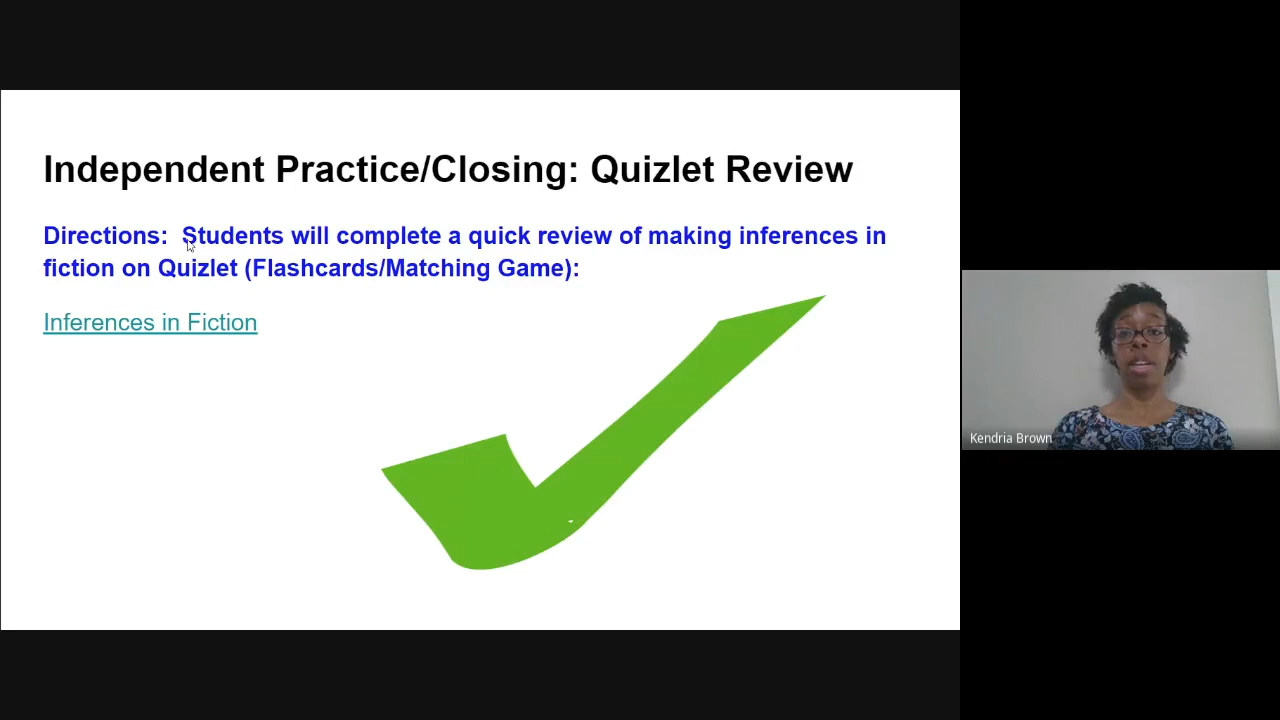 Independent Practice/Closing: Quizlet Review
Directions:  Students will complete a quick review of making inferences in
fiction on Quizlet (Flashcards/Matching Game):
Inferences in Fiction
Kendria Brown